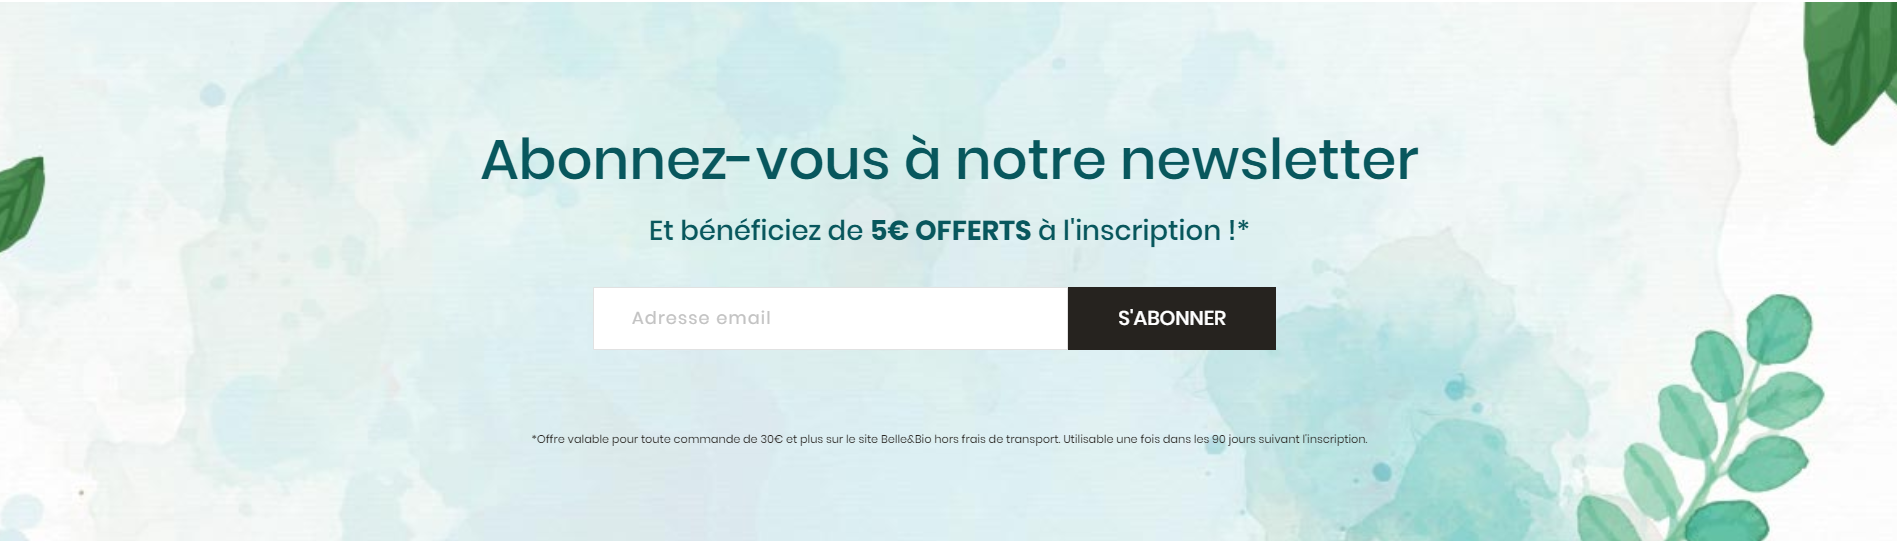 Abonnez-vous à notre newsletter
Et bénéficiez de 5€ OFFERTS à l'inscription !*
Adresse email
S'ABONNER
*Offre valable pour toute commande de 30€ et plus sur le site Belle&Bio hors frais de transport. Utilisable une fois dans les 90 jours suivant l'inscription.